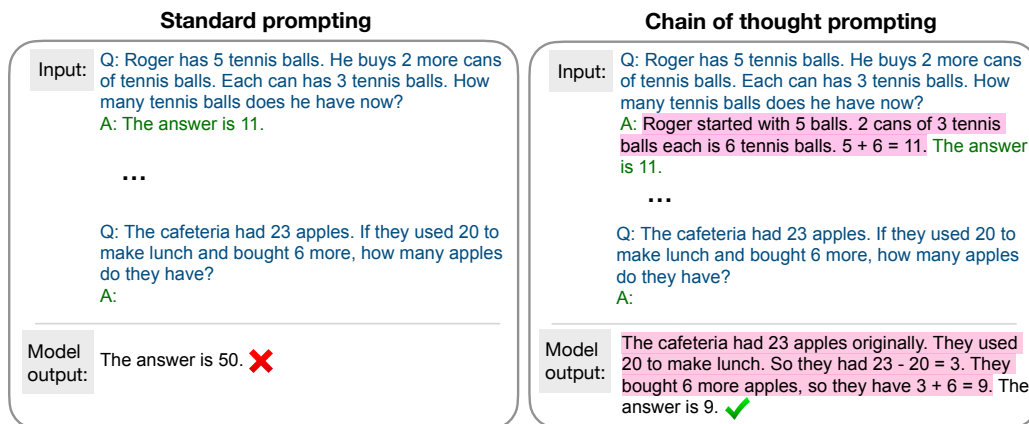 Standard prompting
Input:
Q: Roger has 5 tennis balls. He buys 2 more cans
of tennis balls. Each can has 3 tennis balls. How
many tennis balls does he have now?
A: The answer is 11.
...
Q: The cafeteria had 23 apples. If they used 20 to
make lunch and bought 6 more, how many apples
do they have?
A:
Model
output:
The answer is 50.
Chain of thought prompting
Input:
Q: Roger has 5 tennis balls. He buys 2 more cans
of tennis balls. Each can has 3 tennis balls. How
many tennis balls does he have now?
A: Roger started with 5 balls. 2 cans of 3 tennis
balls each is 6 tennis balls. 5 + 6 = 11. The answer
is 11.
...
Q: The cafeteria had 23 apples. If they used 20 to
make lunch and bought 6 more, how many apples
do they have?
A:
Model
output:
The cafeteria had 23 apples originally. They used
20 to make lunch. So they had 23 - 20 = 3. They
bought 6 more apples, so they have 3 + 6 = 9. The
answer is 9.